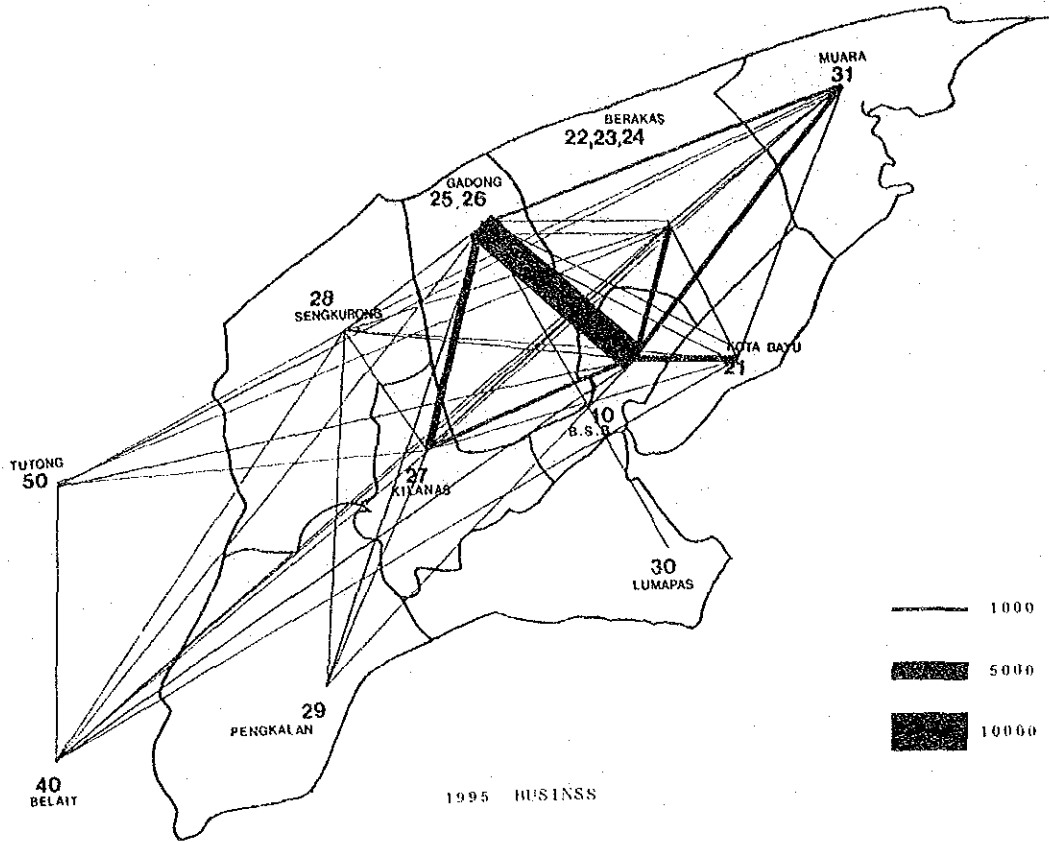 MUARA
31
BERAKAS
22,23,24
GADONG
25,26
28
SENGKURONG
KOTA BAYU
21
10
B.S.B.
TUTONG
50
27
KILANAS
30
LUMAPAS
1000
5000
29
PENGKALAN
10000
40
BELAIT
1995 BUSINSS